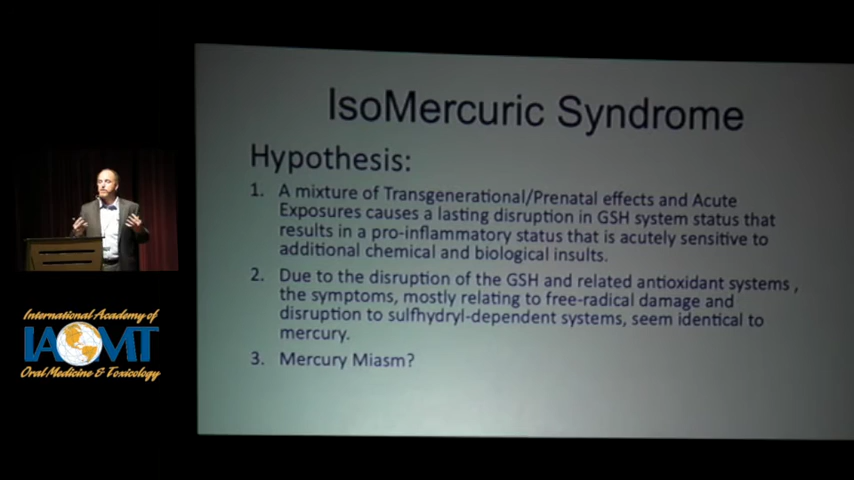 IsoMercuric Syndrome
Hypothesis:
1. A mixture of Transgenerational/Prenatal effects and Acute
Exposures causes a lasting disruption in GSH system status that
results in a pro-inflammatory status that is acutely sensitive to
additional chemical and biological insults.
2. Due to the disruption of the GSH and related antioxidant systems ,
the symptoms, mostly relating to free-radical damage and
disruption to sulfhydryl-dependent systems, seem identical to
mercury.
3. Mercury Miasm?
International Academy of
IAOMT
Oral Medicine & Toxicology